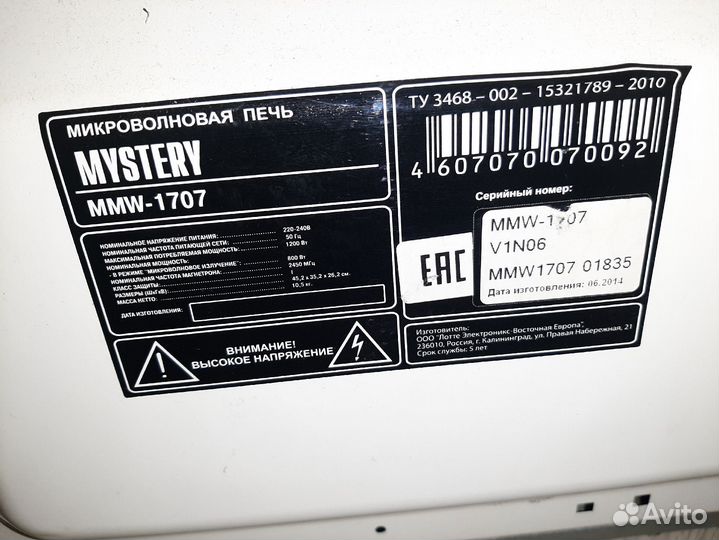 МИКРОВОЛНОВАЯ ПЕЧЬ
MYSTERY
MMW-1707
НОМИНАЛЬНОЕ НАПРЯЖЕНИЕ ПИТАНИЯ: 220-240В
НОМИНАЛЬНАЯ ЧАСТОТА ПИТАЮЩЕЙ СЕТИ: 50 Гц
МАКСИМАЛЬНАЯ ПОТРЕБЛЯЕМАЯ МОЩНОСТЬ: 1200 Вт
НОМИНАЛЬНАЯ МОЩНОСТЬ:
В РЕЖИМЕ "МИКРОВОЛНОВОЕ ИЗЛУЧЕНИЕ" 800 Вт
НОМИНАЛЬНАЯ ЧАСТОТА МАГНЕТРОНА: 2450 МГц
КЛАСС ЗАЩИТЫ: I
РАЗМЕРЫ (ШхГхВ): 45,2 x 35,2 x 26,2 см.
МАССА НЕТТО: 10,5 кг.
ДАТА ИЗГОТОВЛЕНИЯ:
ВНИМАНИЕ!
ВЫСОКОЕ НАПРЯЖЕНИЕ
ТУ 3468-002-15321789-2010
4 607070 070092
Серийный номер:
MMW-1707
V1N06
MMW1707 01835
Дата изготовления: 06.2014
EAC
Изготовитель:
ООО "Лотте Электроникс-Восточная Европа",
236010, Россия, г. Калининград, ул. Правая Набережная, 21
Срок службы: 5 лет
Avito